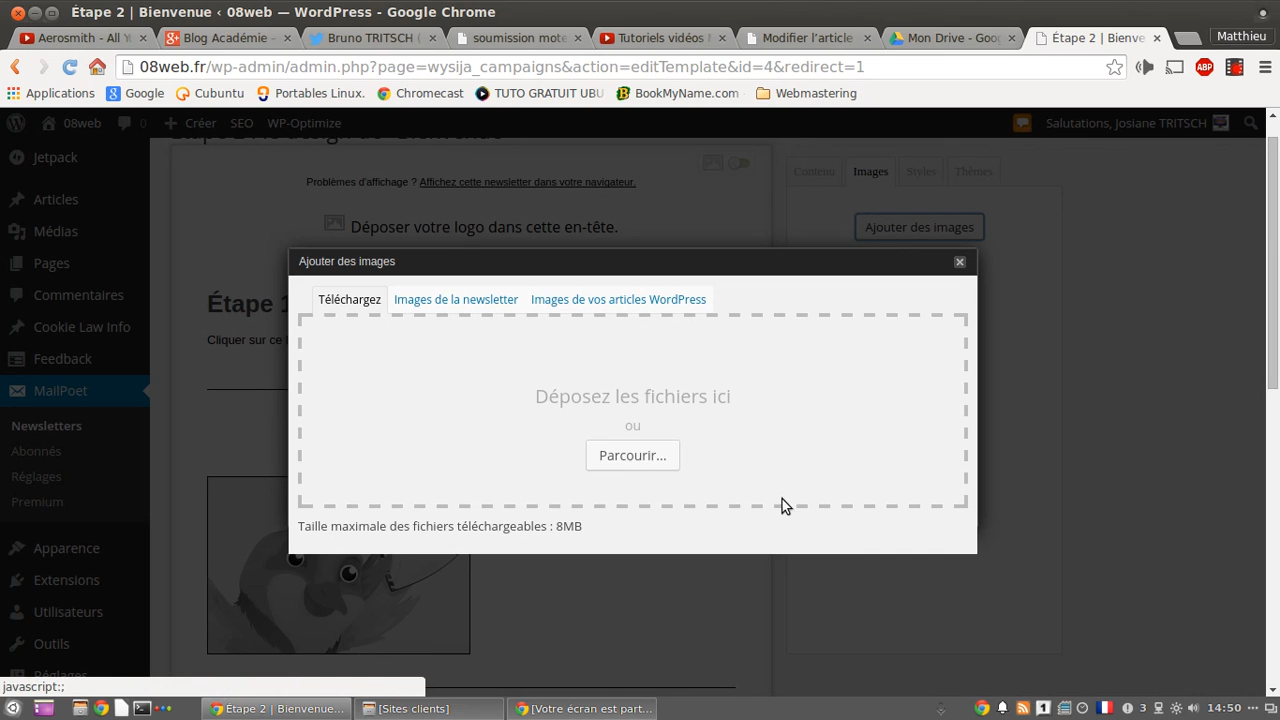 Étape 2 | Bienvenue ‹ 08web — WordPress - Google Chrome
Aerosmith - All Y
Blog Académie -
Bruno TRITSCH (
soumission mote
Tutoriels vidéos M
Modifier l'article
Mon Drive - Goog
Étape 2 | Bienve
Matthieu
08web.fr/wp-admin/admin.php?page=wysija_campaigns&action=editTemplate&id=4&redirect=1
ABP
Applications
Google
Cubuntu
Portables Linux.
Chromecast
TUTO GRATUIT UBU
BookMyName.com -
Webmastering
08web
0
Créer
SEO
WP-Optimize
Salutations, Josiane TRITSCH
Jetpack
Articles
Médias
Pages
Commentaires
Cookie Law Info
Feedback
MailPoet
Newsletters
Abonnés
Réglages
Premium
Apparence
Extensions
Utilisateurs
Outils
Réglages
Problèmes d'affichage ? Affichez cette newsletter dans votre navigateur.
Déposer votre logo dans cette en-tête.
Étape 1
Cliquer sur ce
Contenu
Images
Styles
Thèmes
Ajouter des images
Ajouter des images
Téléchargez
Images de la newsletter
Images de vos articles WordPress
Déposez les fichiers ici
ou
Parcourir...
Taille maximale des fichiers téléchargeables : 8MB
javascript:;
Étape 2 | Bienvenue...
[Sites clients]
[Votre écran est part...
1
3
14:50